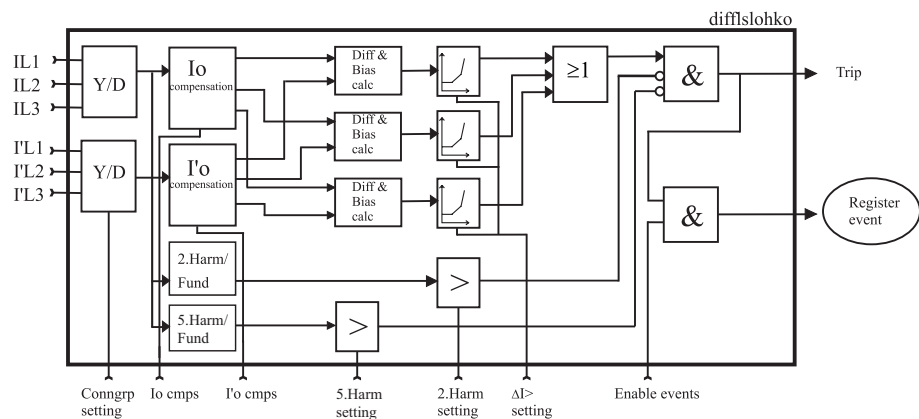 difflslohko
IL1
IL2
IL3
Y/D
Io
compensation
Diff &
Bias
calc
≥1
&
Trip
I'L1
I'L2
I'L3
Y/D
I'o
compensation
Diff &
Bias
calc
Diff &
Bias
calc
&
Register
event
2.Harm/
Fund
>
5.Harm/
Fund
>
Conngrp
setting
Io cmps
I'o cmps
5.Harm
setting
2.Harm
setting
ΔI>
setting
Enable events